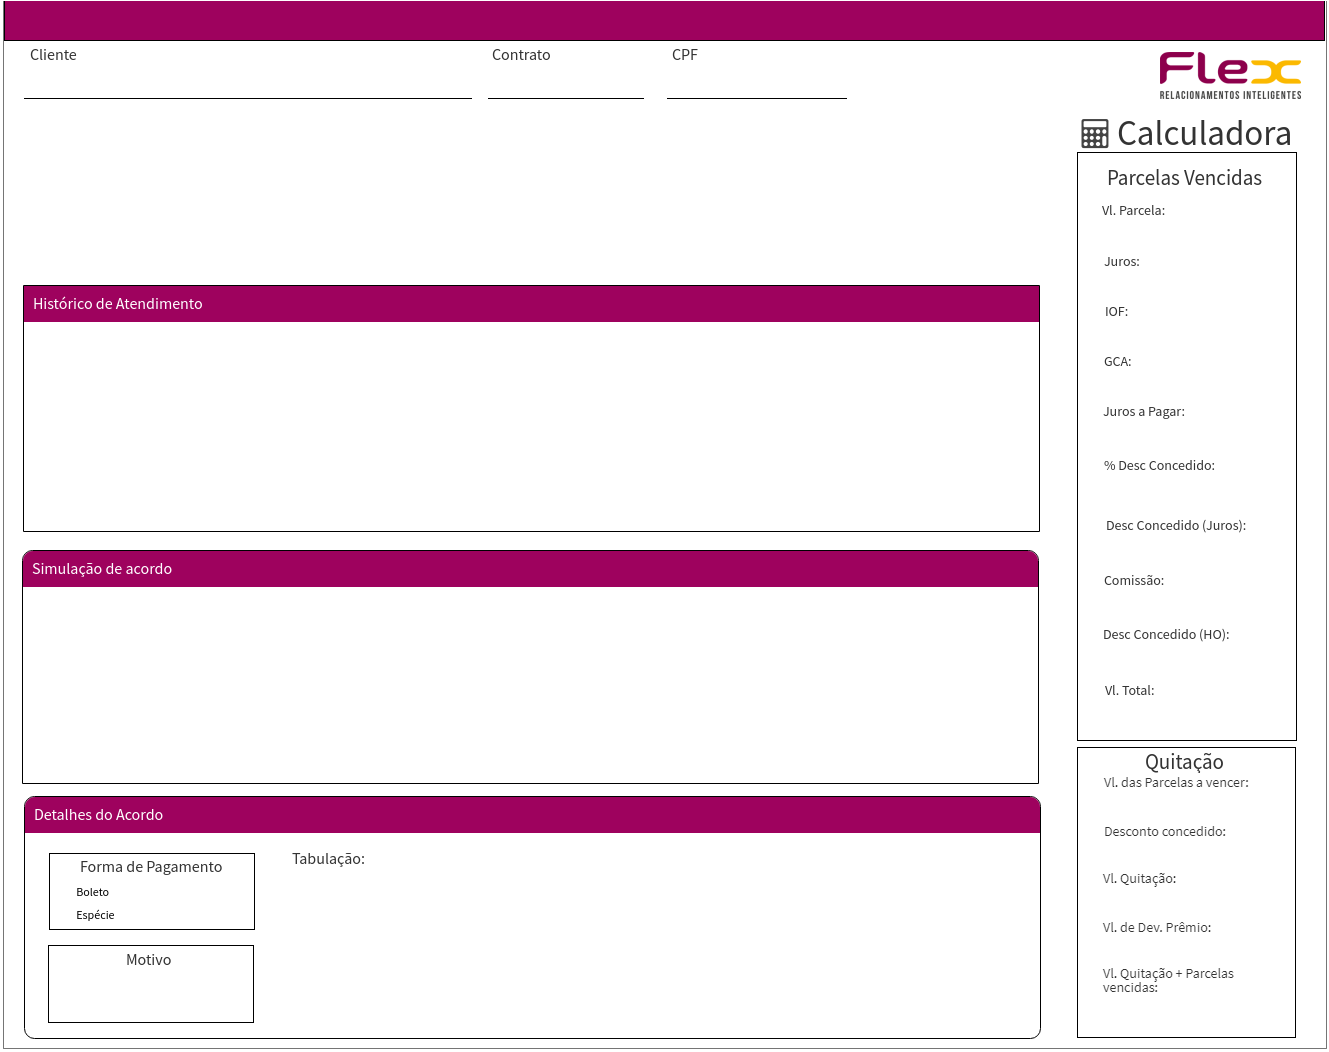 Cliente
Contrato
CPF
Flex
RELACIONAMENTOS INTELIGENTES
Calculadora
Parcelas Vencidas
Vl. Parcela:
Juros:
IOF:
GCA:
Juros a Pagar:
% Desc Concedido:
Desc Concedido (Juros):
Comissão:
Desc Concedido (HO):
Vl. Total:
Quitação
Vl. das Parcelas a vencer:
Desconto concedido:
Vl. Quitação:
Vl. de Dev. Prêmio:
Vl. Quitação + Parcelas
vencidas:
Histórico de Atendimento
Simulação de acordo
Detalhes do Acordo
Forma de Pagamento
Boleto
Espécie
Motivo
Tabulação: